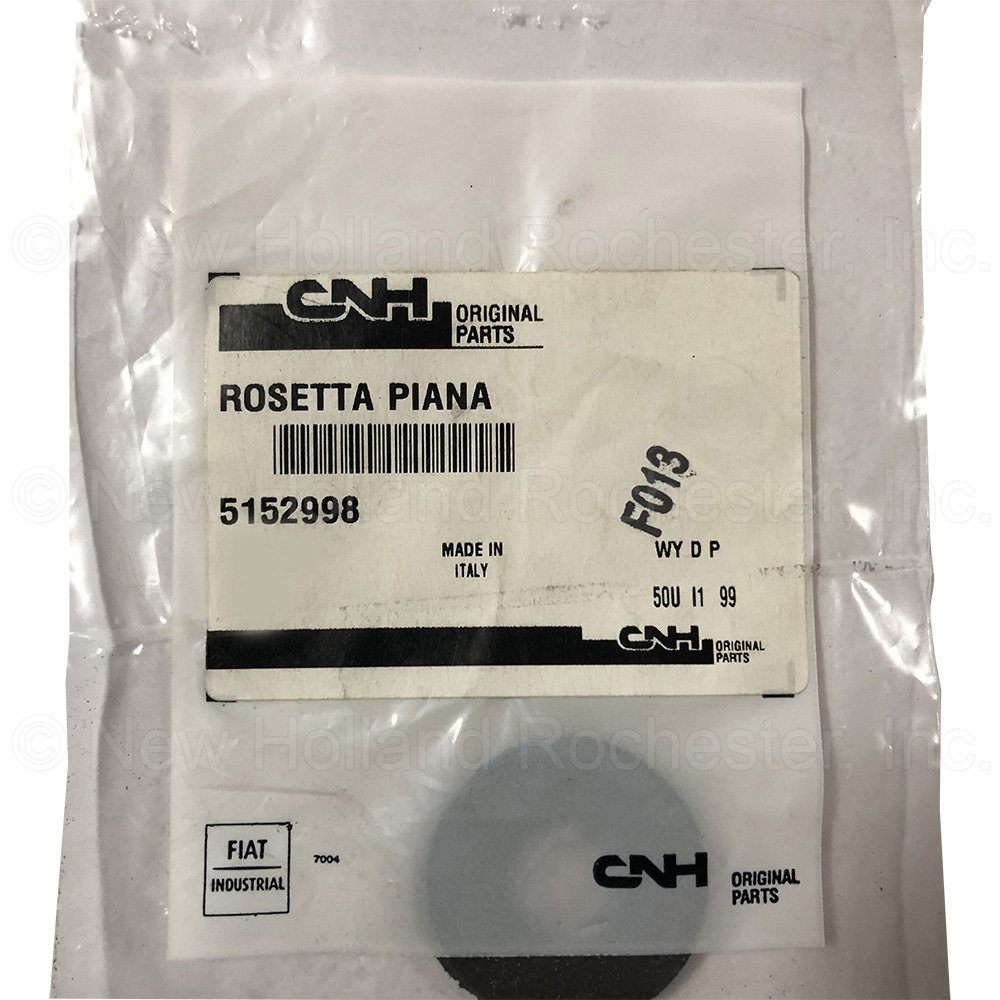 © New Holland Rochester, Inc.
CNH ORIGINAL
PARTS
ROSETTA PIANA
© New Holland Rochester, Inc.
5152998
F013
MADE IN
ITALY
WY D P
50U I1 99
CNH ORIGINAL
PARTS
© New Holland Rochester, Inc.
FIAT
INDUSTRIAL
7004
CNH ORIGINAL
PARTS